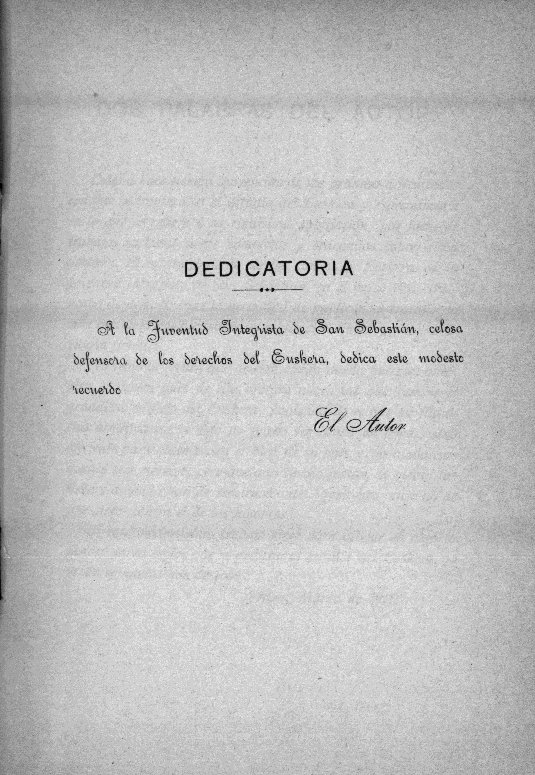 DEDICATORIA
Á la Juventud Integrista de San Sebastián, celosa
defensora de los derechos del Euskera, dedica este modesto
recuerdo
El Autor